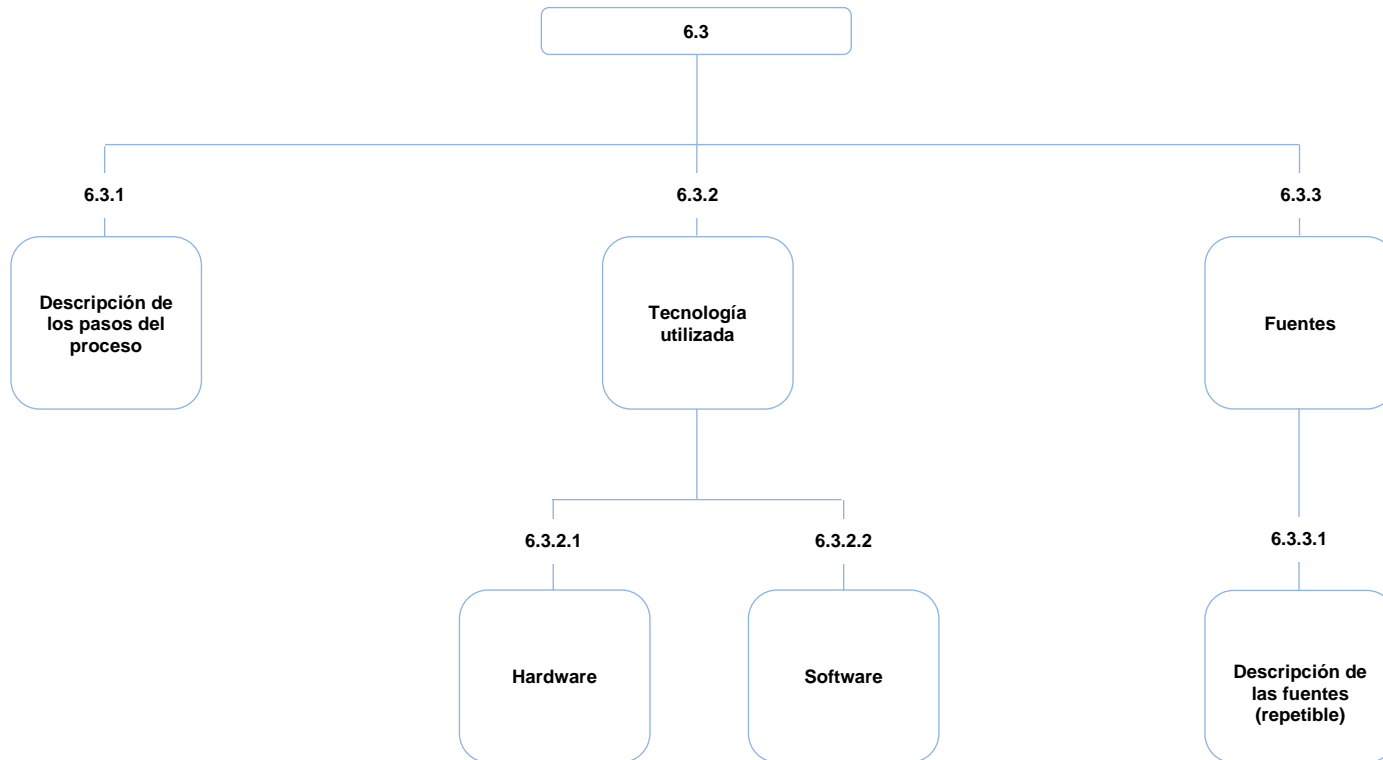 6.3
6.3.1
6.3.2
6.3.3
Descripción de
los pasos del
proceso
Tecnología
utilizada
Fuentes
6.3.2.1
6.3.2.2
6.3.3.1
Hardware
Software
Descripción de
las fuentes
(repetible)